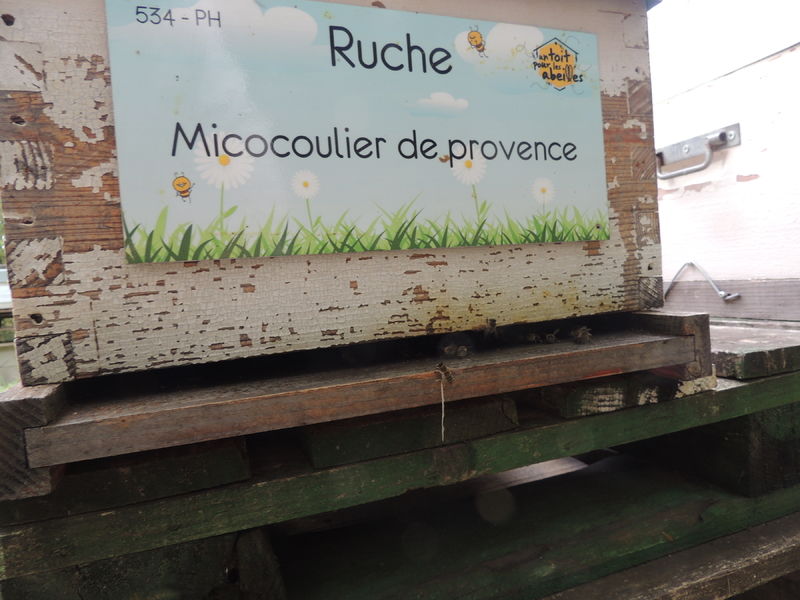 534 - PH
Ruche
un toit
pour les
abeilles
Micocoulier de provence